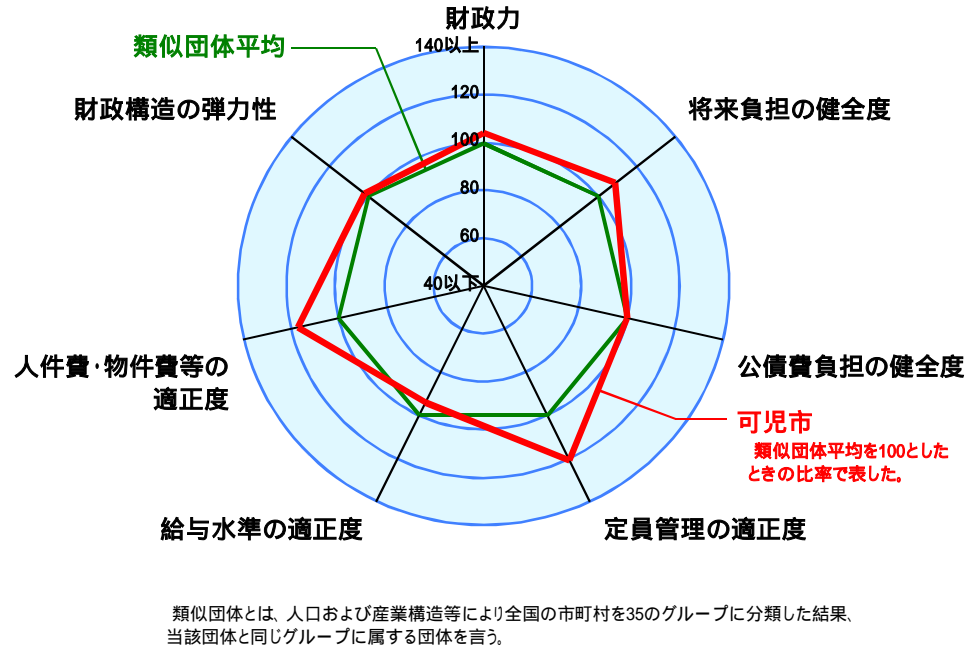 財政力
140以上
類似団体平均
120
財政構造の弾力性
将来負担の健全度
100
80
60
40以下
人件費・物件費等の
適正度
公債費負担の健全度
可児市
類似団体平均を100とした
ときの比率で表した。
給与水準の適正度
定員管理の適正度
類似団体とは、人口および産業構造等により全国の市町村を35のグループに分類した結果、
当該団体と同じグループに属する団体を言う。